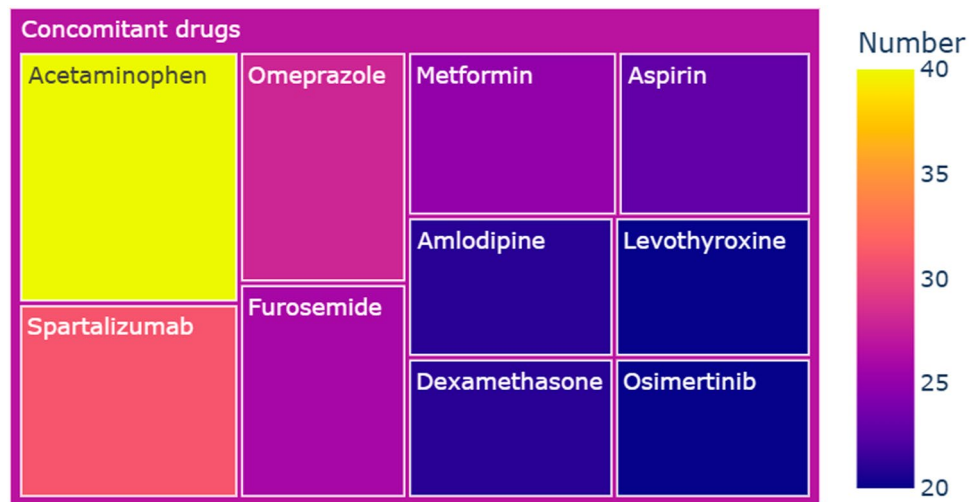 Concomitant drugs
Acetaminophen
Omeprazole
Metformin
Aspirin
Amlodipine
Levothyroxine
Furosemide
Spartalizumab
Dexamethasone
Osimertinib
Number
40
35
30
25
20